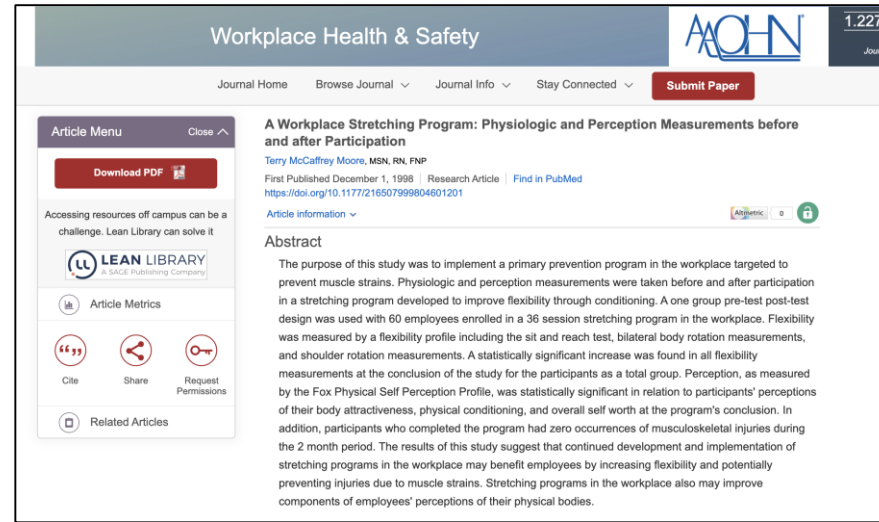 Workplace Health & Safety
AAOHN
1.227
Jour
Journal Home Browse Journal Journal Info Stay Connected Submit Paper
Article Menu Close
Download PDF
Accessing resources off campus can be a
challenge. Lean Library can solve it
LL LEAN LIBRARY
A SAGE Publishing Company
Article Metrics
Cite Share Request
Permissions
Related Articles
A Workplace Stretching Program: Physiologic and Perception Measurements before
and after Participation
Terry McCaffrey Moore, MSN, RN, FNP
First Published December 1, 1998 Research Article Find in PubMed
https://doi.org/10.1177/216507999804601201
Article information
Altmetric 0
Abstract
The purpose of this study was to implement a primary prevention program in the workplace targeted to
prevent muscle strains. Physiologic and perception measurements were taken before and after participation
in a stretching program developed to improve flexibility through conditioning. A one group pre-test post-test
design was used with 60 employees enrolled in a 36 session stretching program in the workplace. Flexibility
was measured by a flexibility profile including the sit and reach test, bilateral body rotation measurements,
and shoulder rotation measurements. A statistically significant increase was found in all flexibility
measurements at the conclusion of the study for the participants as a total group. Perception, as measured
by the Fox Physical Self Perception Profile, was statistically significant in relation to participants' perceptions
of their body attractiveness, physical conditioning, and overall self worth at the program's conclusion. In
addition, participants who completed the program had zero occurrences of musculoskeletal injuries during
the 2 month period. The results of this study suggest that continued development and implementation of
stretching programs in the workplace may benefit employees by increasing flexibility and potentially
preventing injuries due to muscle strains. Stretching programs in the workplace also may improve
components of employees' perceptions of their physical bodies.